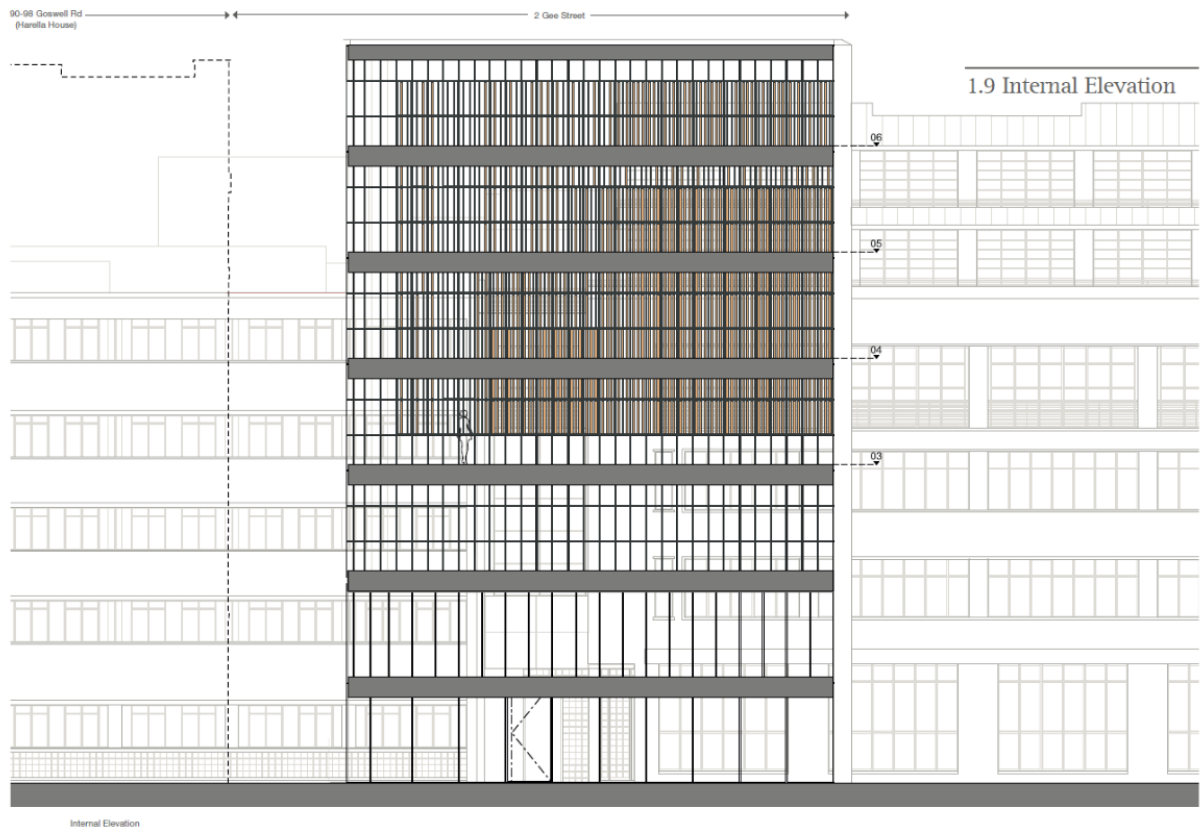 90-98 Goswell Rd
(Harella House)
2 Gee Street
1.9 Internal Elevation
06
05
04
03
Internal Elevation